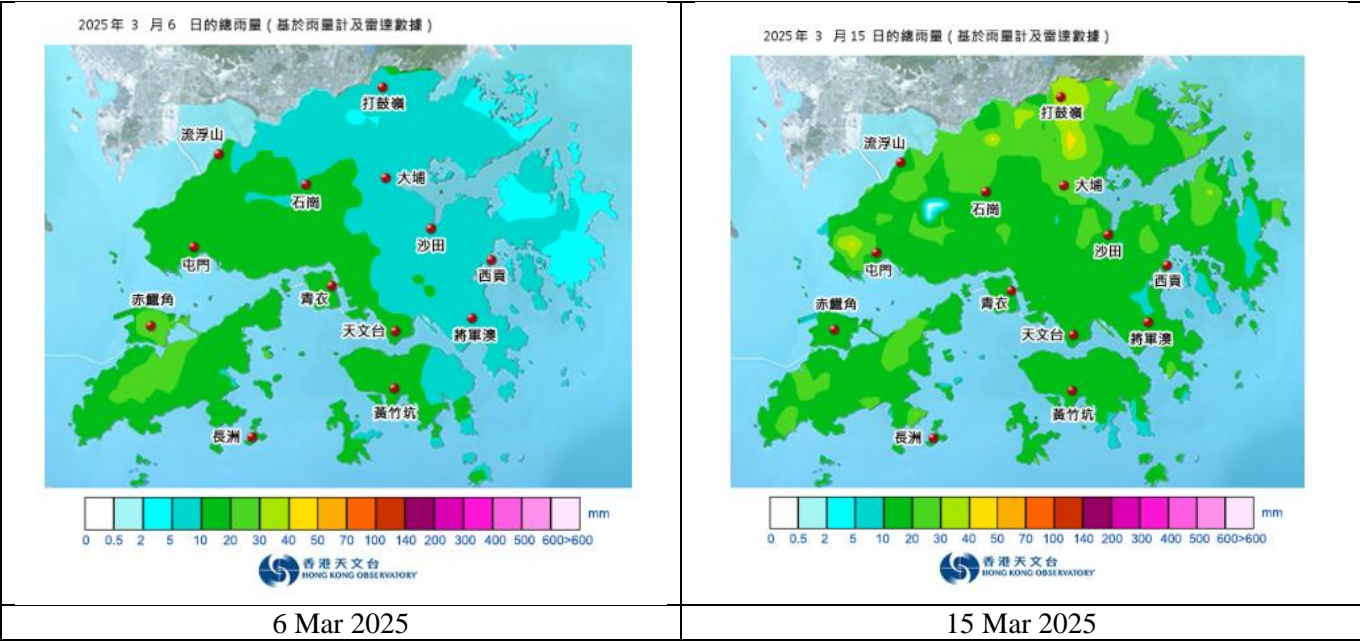 2025年 3 月 6 日的總雨量 ( 基於雨量計及雷達數據 )
打鼓嶺
流浮山
大埔
石崗
沙田
屯門
西貢
青衣
赤鱲角
天文台
將軍澳
黃竹坑
長洲
mm
0 0.5 2 5 10 20 30 40 50 70 100 140 200 300 400 500 600>600
香港天文台
HONG KONG OBSERVATORY
6 Mar 2025
2025年 3 月 15 日的總雨量 ( 基於雨量計及雷達數據 )
打鼓嶺
流浮山
大埔
石崗
沙田
屯門
西貢
青衣
赤鱲角
天文台
將軍澳
黃竹坑
長洲
mm
0 0.5 2 5 10 20 30 40 50 70 100 140 200 300 400 500 600>600
香港天文台
HONG KONG OBSERVATORY
15 Mar 2025